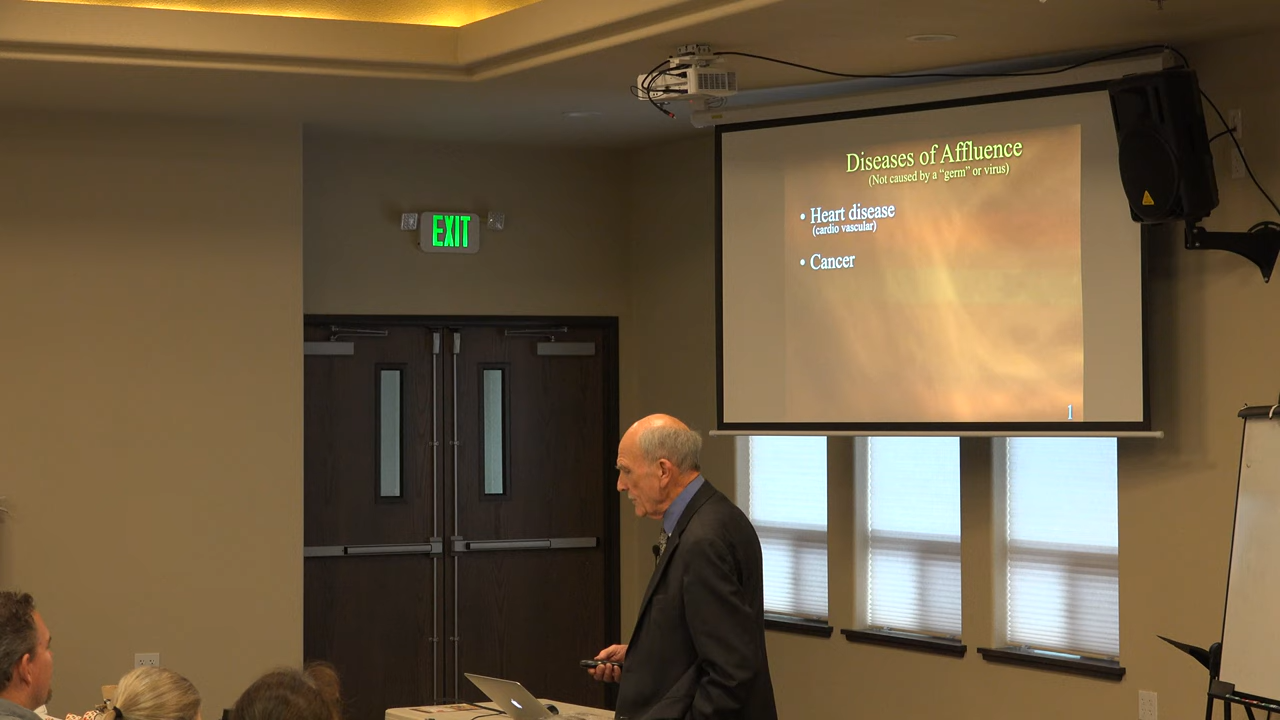 Diseases of Affluence
(Not caused by a “germ” or virus)
• Heart disease
(cardio vascular)
• Cancer
1
EXIT